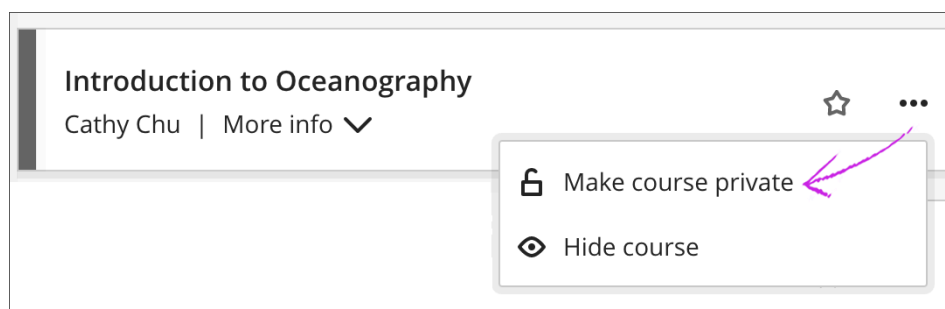 Introduction to Oceanography
Cathy Chu | More info
Make course private
Hide course